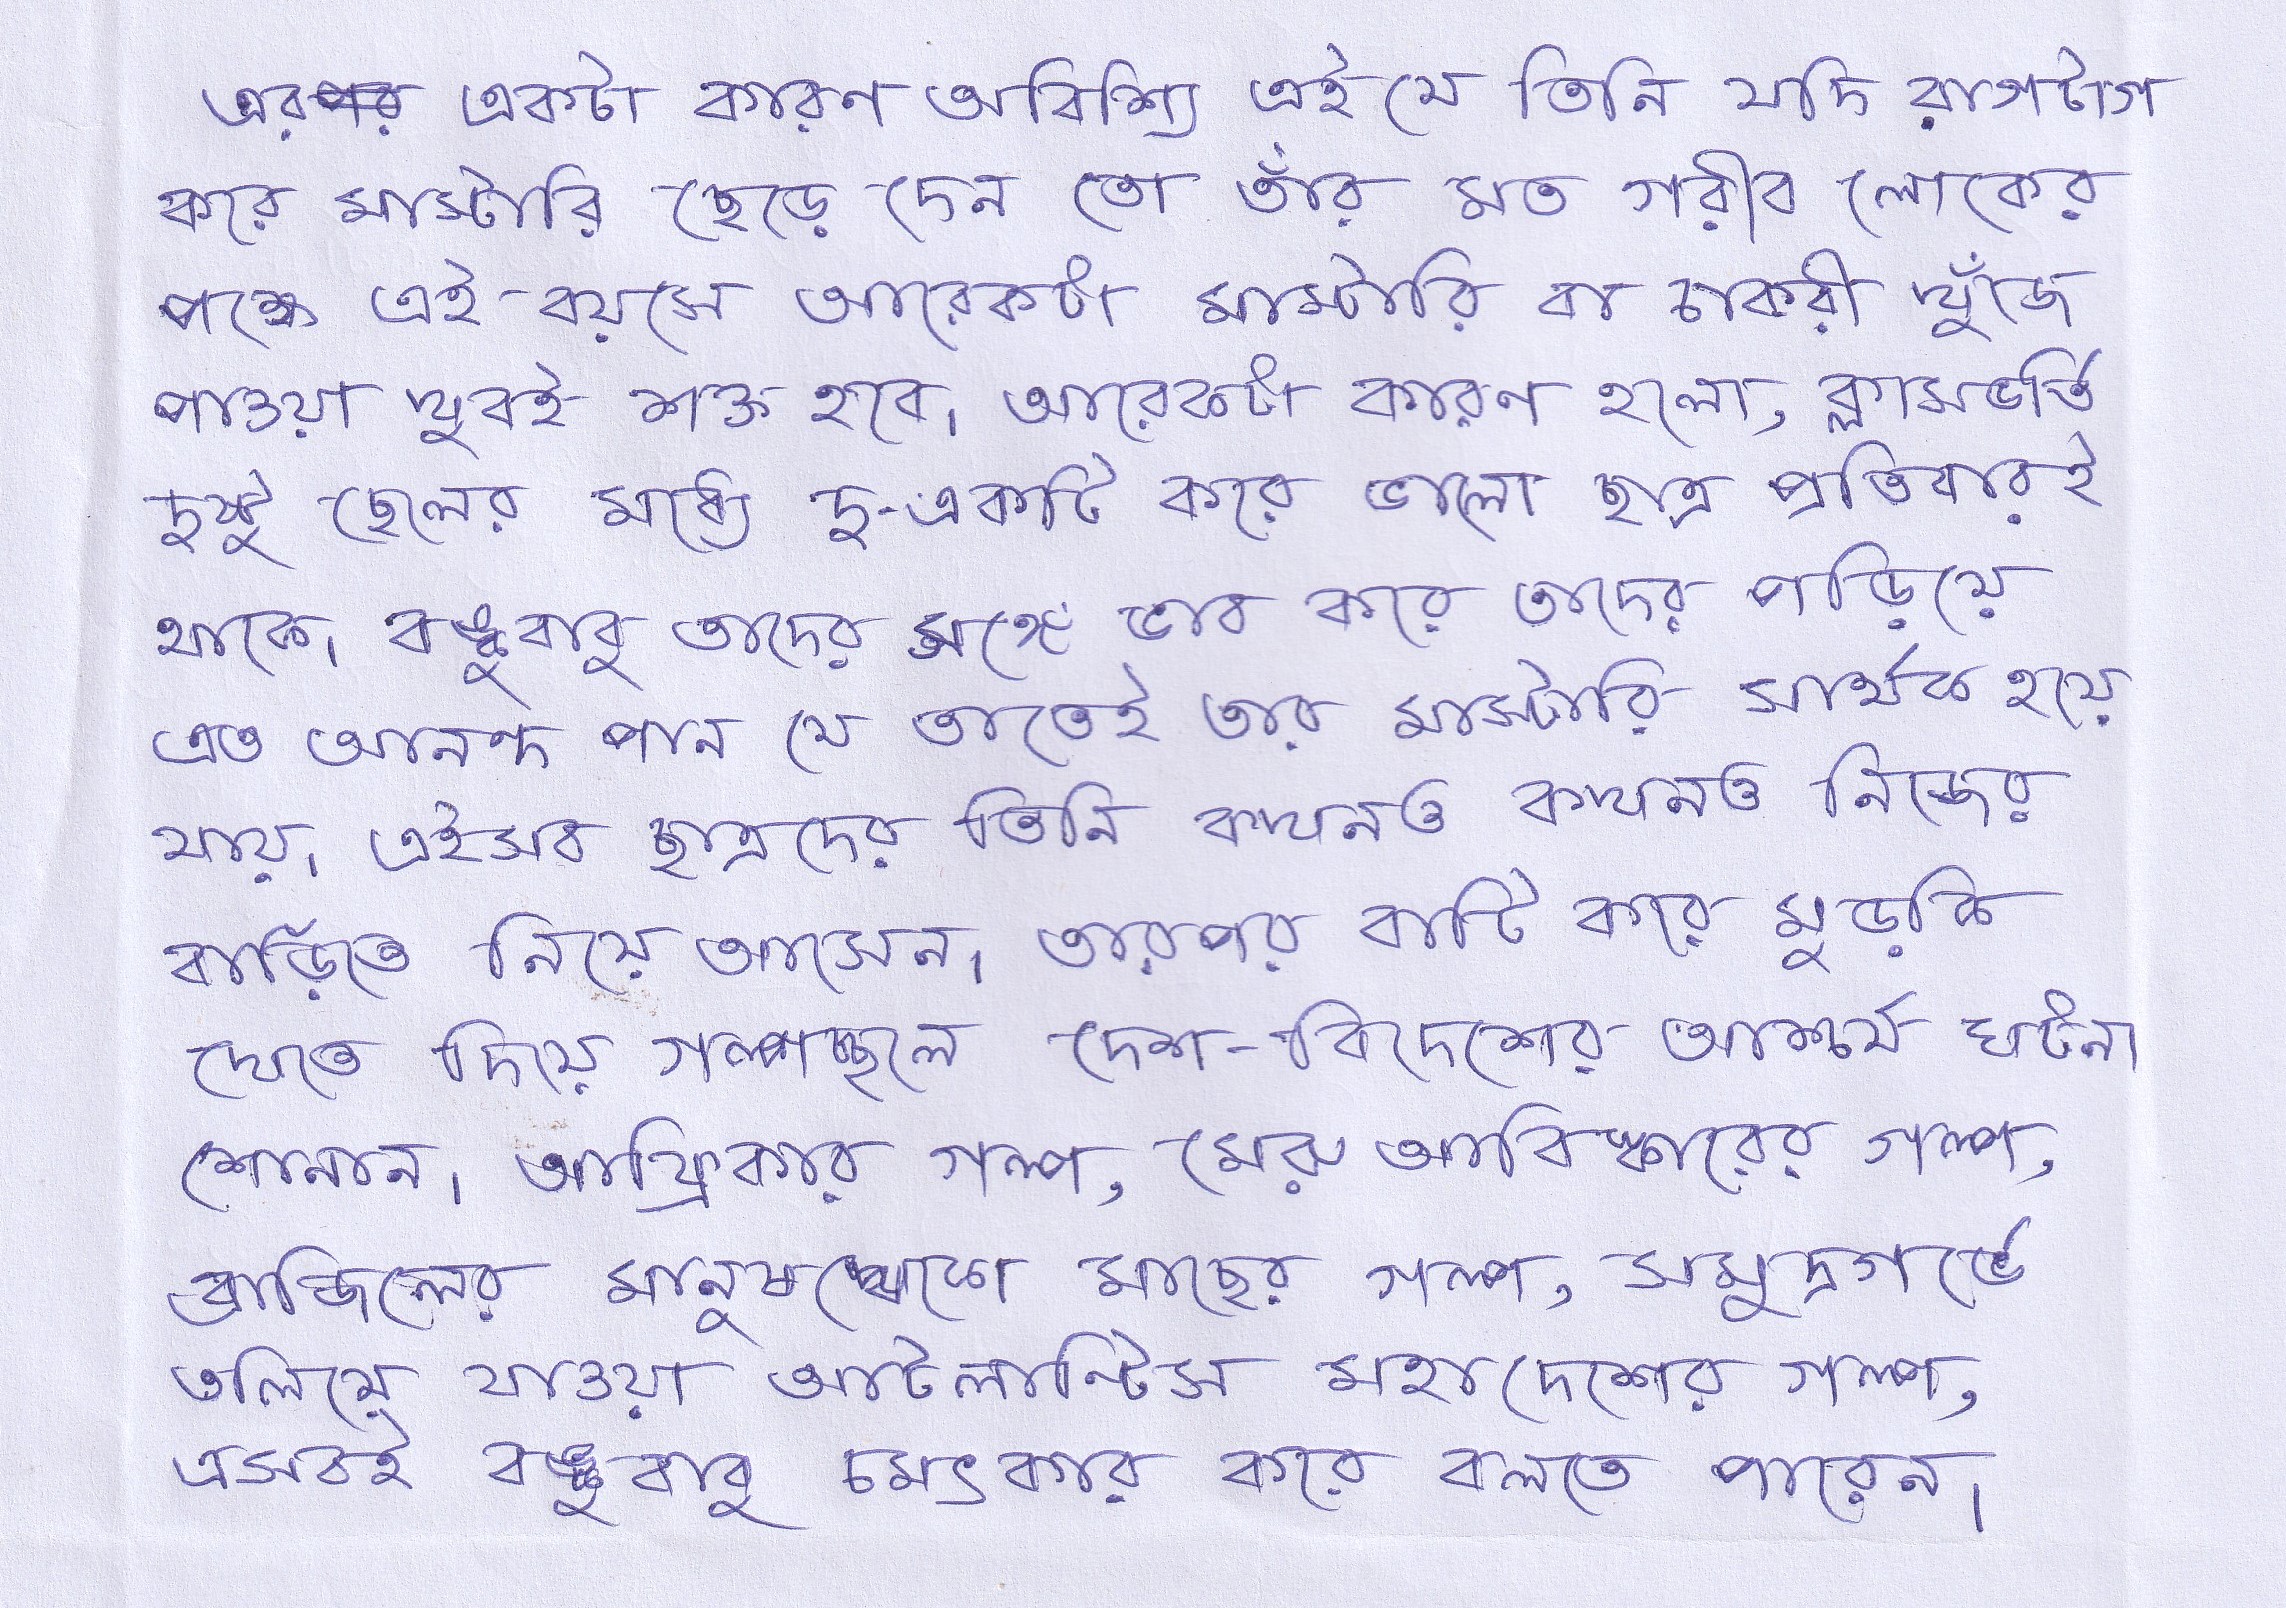 এর একটা কারণ অবিশ্যি এই যে তিনি যদি রাগটাগ
করে মাস্টারি ছেড়ে দেন তো তাঁর মত গরীব লোকের
পক্ষে এই বয়সে আরেকটা মাস্টারি বা চাকরী খুঁজে
পাওয়া খুবই শক্ত হবে। আরেকটা কারণ হলো, ক্লাসভর্তি
দুষ্টু ছেলের মধ্যে দু-একটি করে ভালো ছাত্র প্রতিবারই
থাকে। বঙ্কুবাবু তাদের সঙ্গে ভাব করে তাদের পড়িয়ে
এত আনন্দ পান যে তাতেই তার মাস্টারি সার্থক হয়ে
যায়। এইসব ছাত্রদের তিনি কখনও কখনও নিজের
বাড়িতে নিয়ে আসেন। তারপর বাটি করে মুড়কি
খেতে দিয়ে গল্পচ্ছলে দেশ-বিদেশের আশ্চর্য ঘটনা
শোনান। আফ্রিকার গল্প, মেরু আবিষ্কারের গল্প,
ব্রাজিলের মানুষখেকো মাছের গল্প, সমুদ্রগর্ভে
তলিয়ে যাওয়া আটলান্টিস মহাদেশের গল্প,
এসবই বঙ্কুবাবু চমৎকার করে বলতে পারেন।